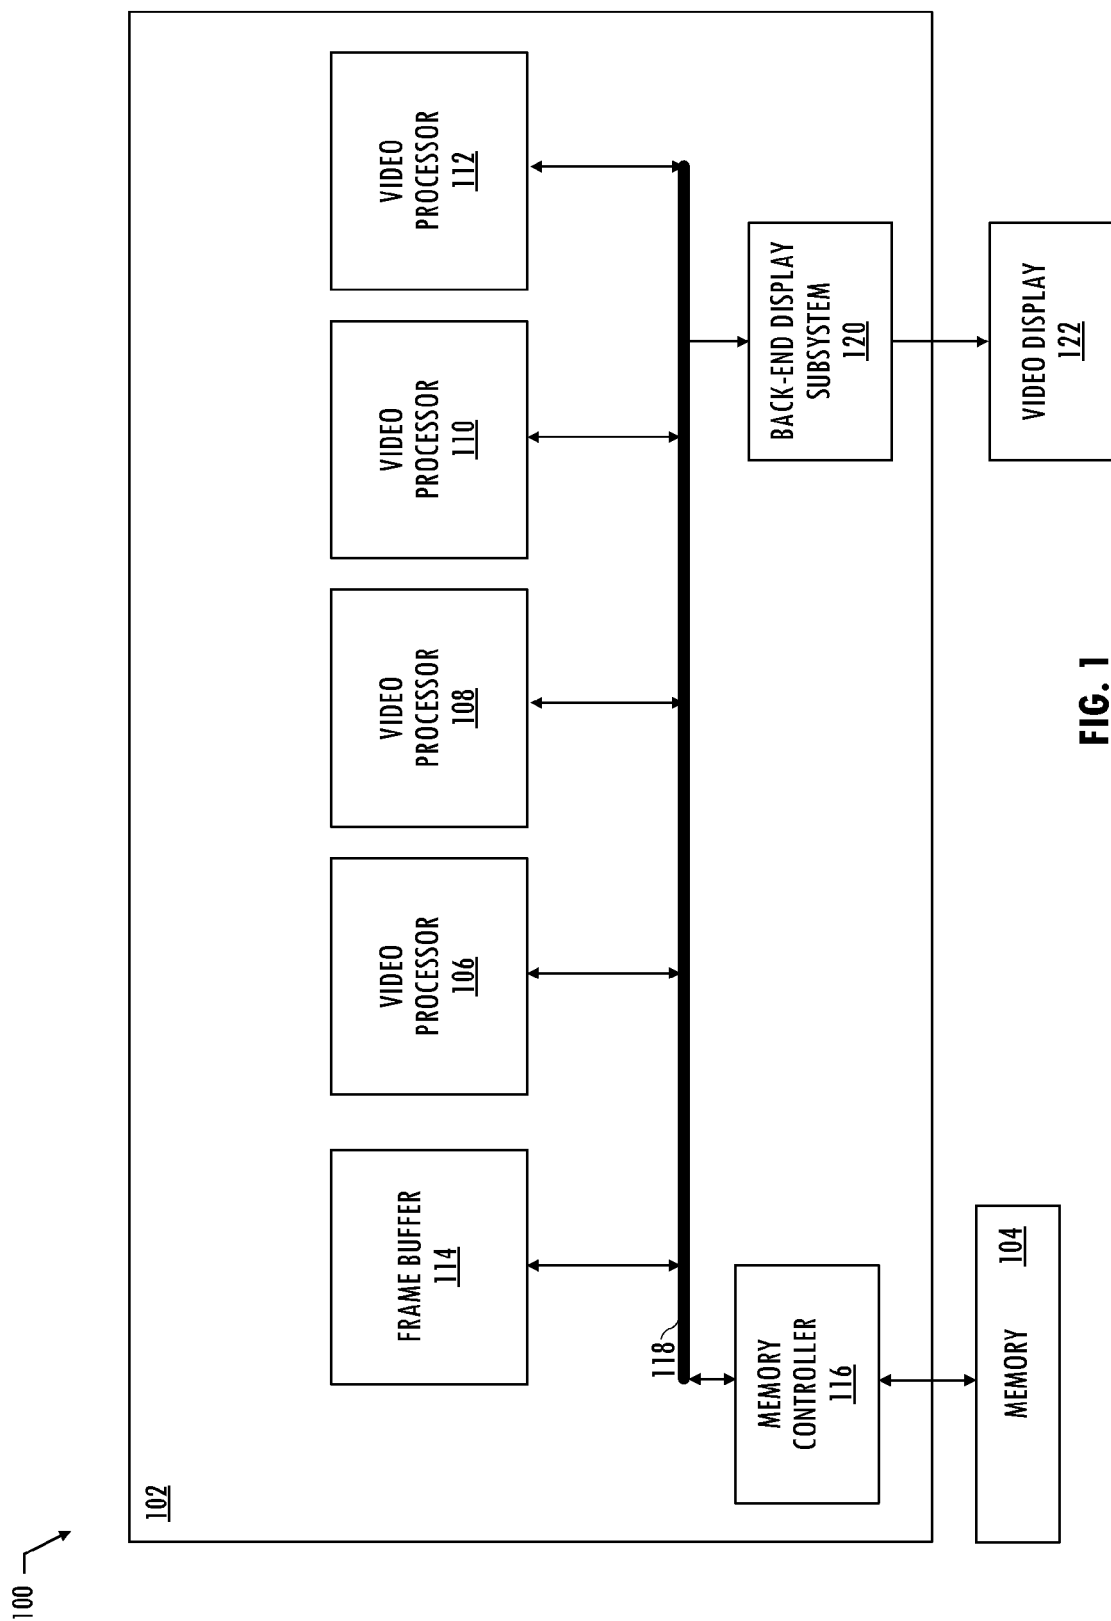 100
102
FRAME BUFFER
114
VIDEO
PROCESSOR
106
VIDEO
PROCESSOR
108
VIDEO
PROCESSOR
110
VIDEO
PROCESSOR
112
118
MEMORY
CONTROLLER
116
BACK-END DISPLAY
SUBSYSTEM
120
MEMORY
104
VIDEO DISPLAY
122
FIG. 1